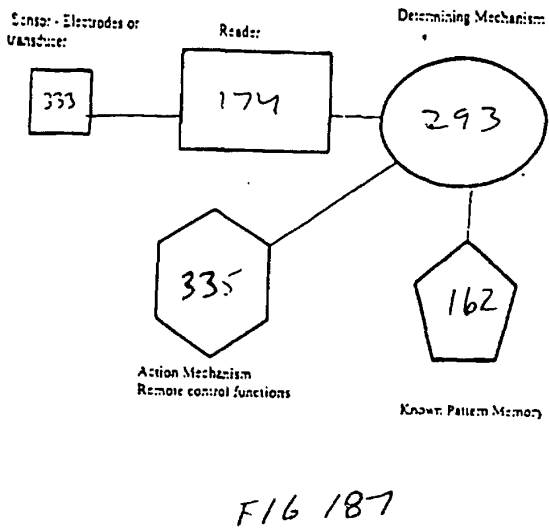 Sensor - Electrodes or
transducer
Reader
Determining Mechanism
333
174
293
335
162
Action Mechanism
Remote control functions
Known Pattern Memory
FIG 187